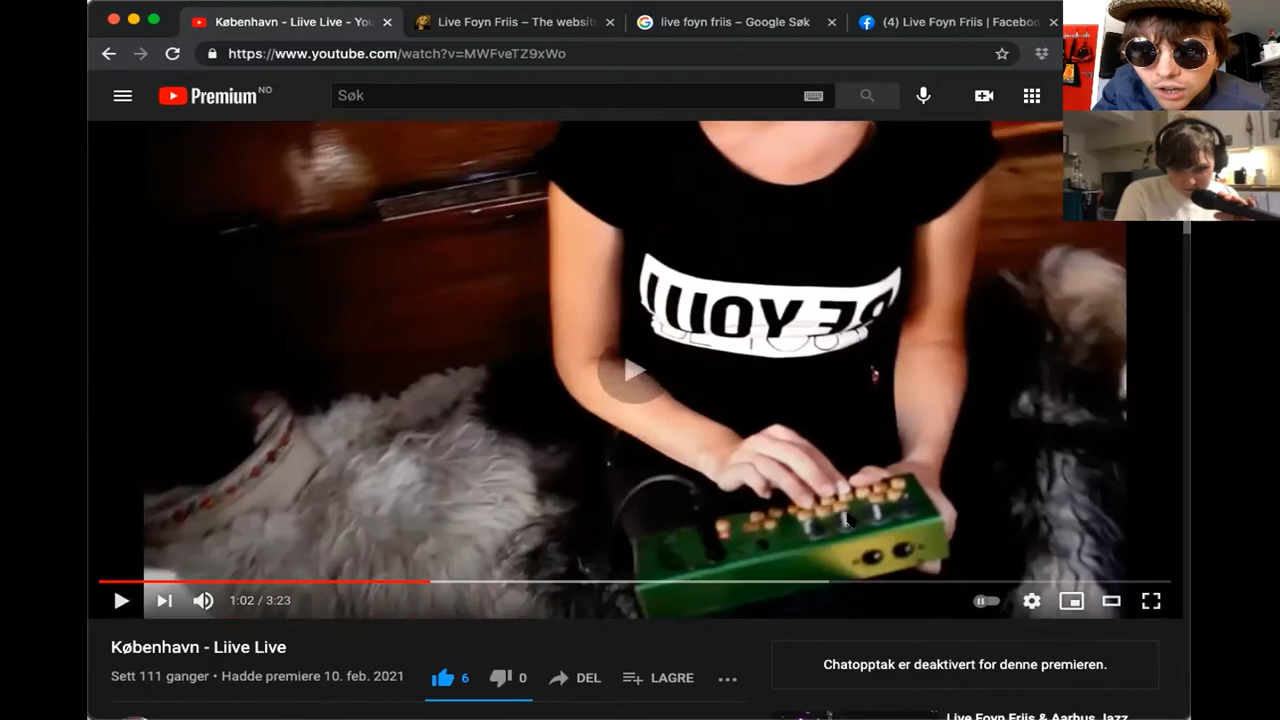 København - Liive Live - You
Live Foyn Friis – The website
live foyn friis – Google Søk
(4) Live Foyn Friis | Faceboo
https://www.youtube.com/watch?v=MWFveTZ9xWo
Premium NO
Søk
BE YOU
1:02 / 3:23
København - Liive Live
Sett 111 ganger • Hadde premiere 10. feb. 2021
6
0
DEL
LAGRE
Chatopptak er deaktivert for denne premieren.
Live Foyn Friis & Aarhus Jazz